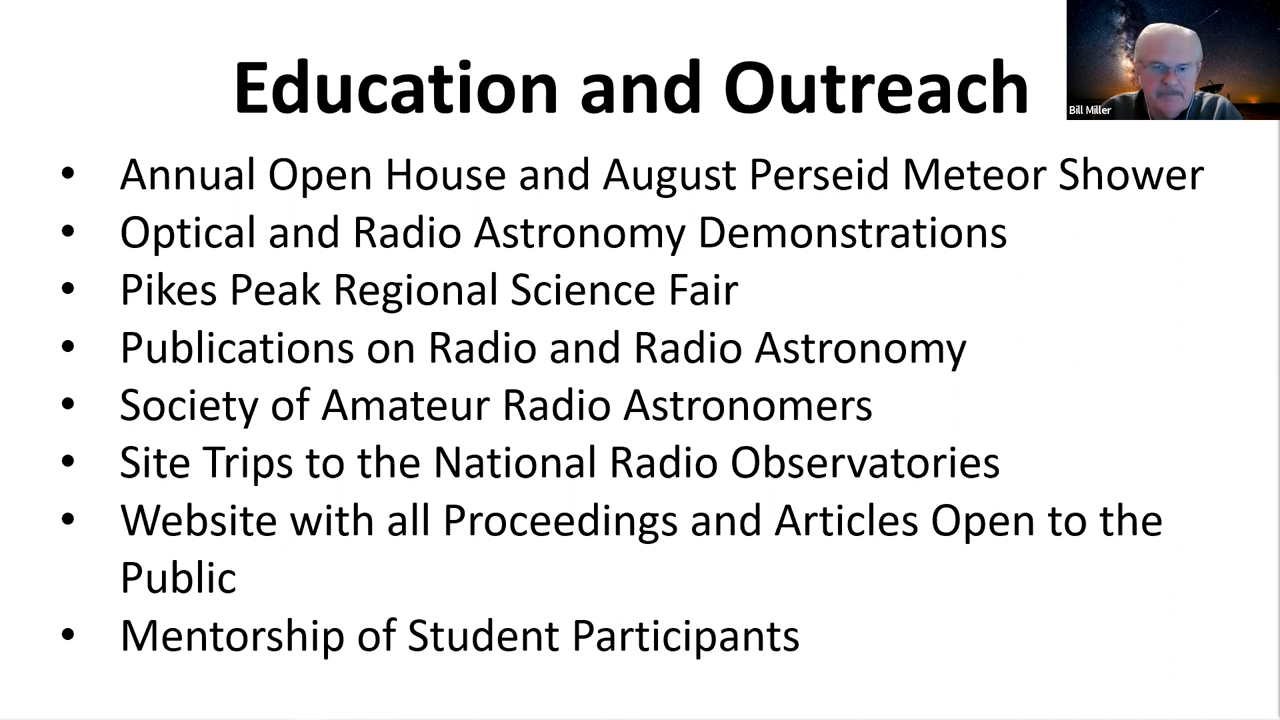 Education and Outreach
Bill Miller
• Annual Open House and August Perseid Meteor Shower
• Optical and Radio Astronomy Demonstrations
• Pikes Peak Regional Science Fair
• Publications on Radio and Radio Astronomy
• Society of Amateur Radio Astronomers
• Site Trips to the National Radio Observatories
• Website with all Proceedings and Articles Open to the
Public
• Mentorship of Student Participants